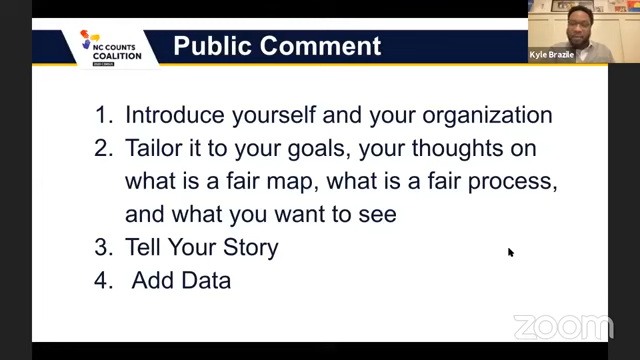 NC COUNTS
COALITION
Public Comment
Kyle Brazile
1. Introduce yourself and your organization
2. Tailor it to your goals, your thoughts on
what is a fair map, what is a fair process,
and what you want to see
3. Tell Your Story
4. Add Data
zoom